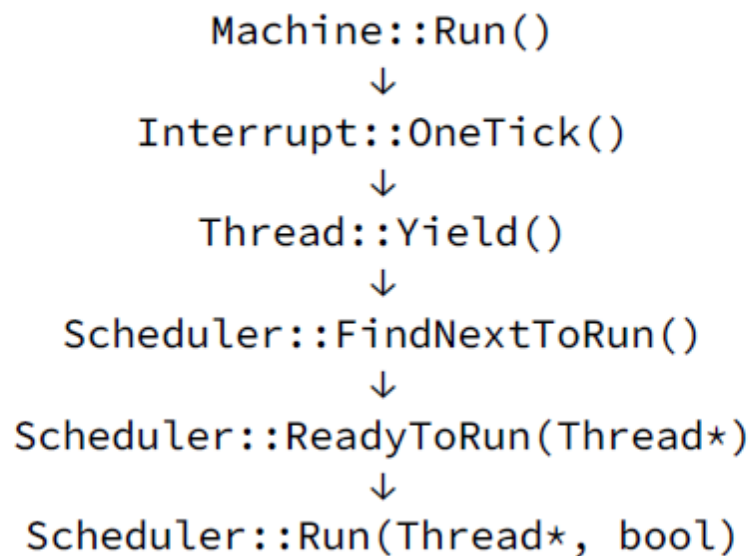 Machine::Run()
↓
Interrupt::OneTick()
↓
Thread::Yield()
↓
Scheduler::FindNextToRun()
↓
Scheduler::ReadyToRun(Thread*)
↓
Scheduler::Run(Thread*, bool)